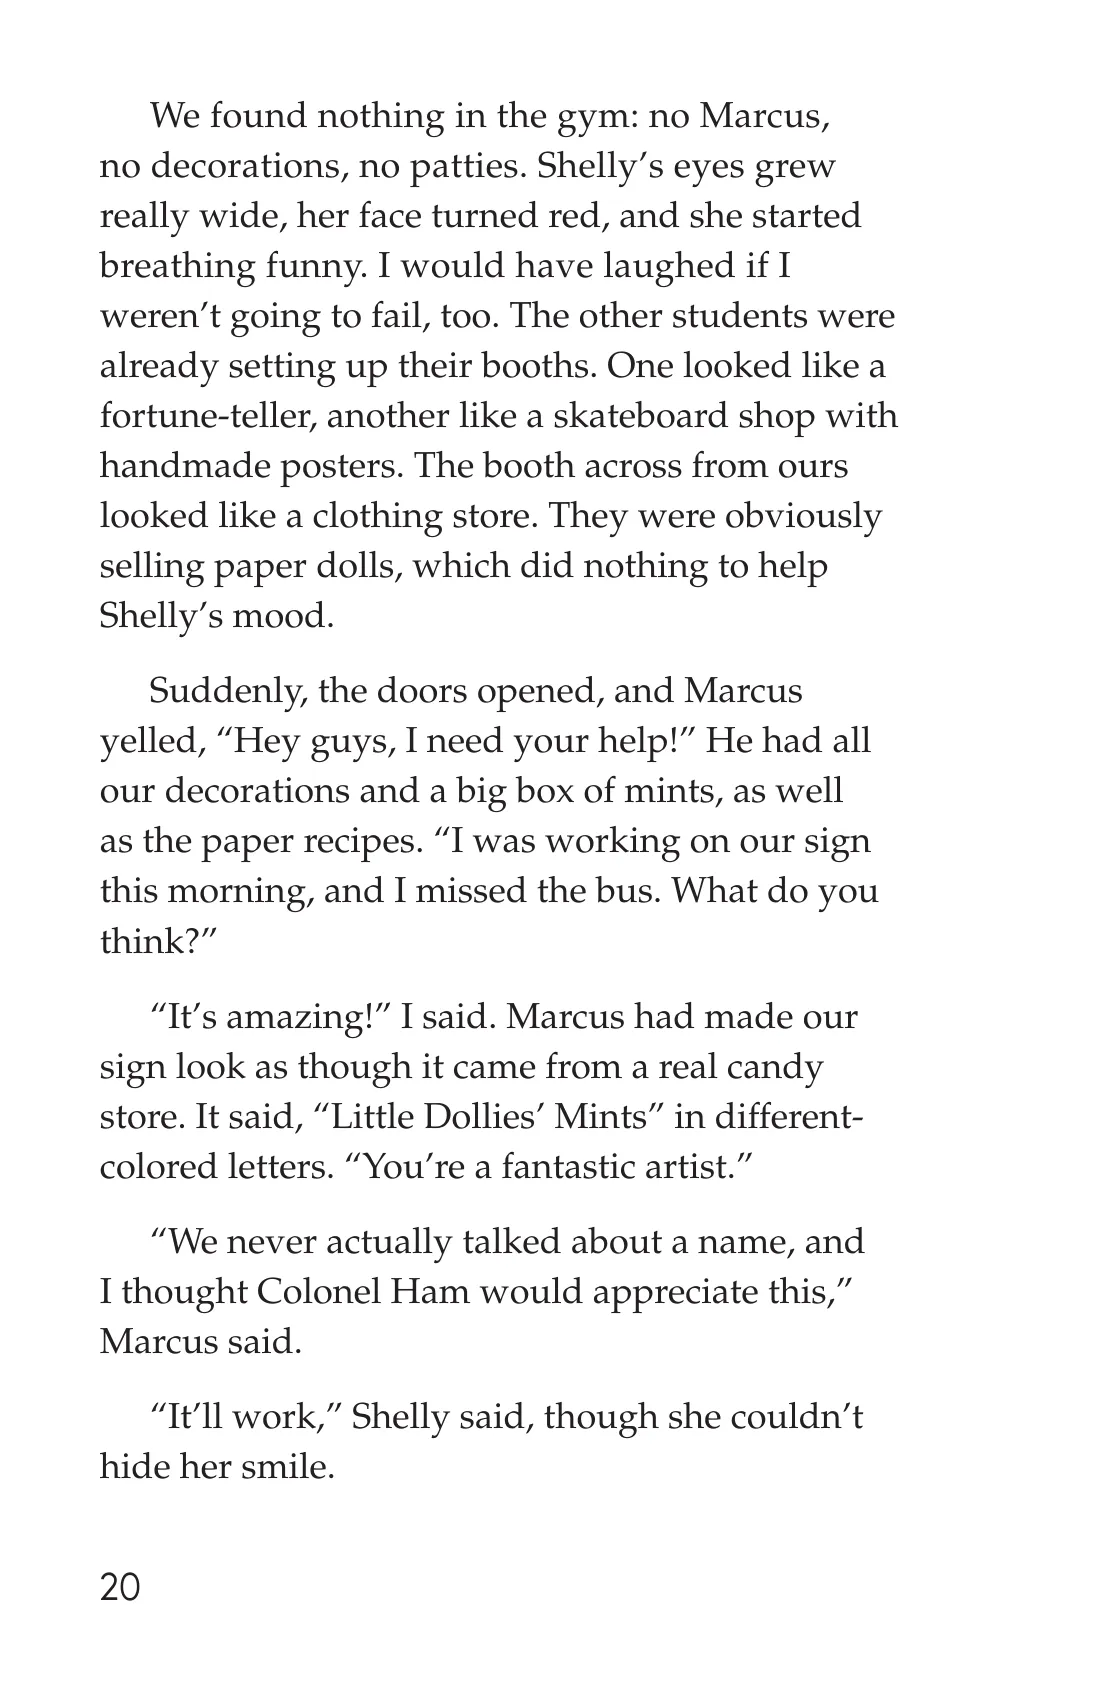 We found nothing in the gym: no Marcus,
no decorations, no patties. Shelly’s eyes grew
really wide, her face turned red, and she started
breathing funny. I would have laughed if I
weren’t going to fail, too. The other students were
already setting up their booths. One looked like a
fortune-teller, another like a skateboard shop with
handmade posters. The booth across from ours
looked like a clothing store. They were obviously
selling paper dolls, which did nothing to help
Shelly’s mood.
Suddenly, the doors opened, and Marcus
yelled, “Hey guys, I need your help!” He had all
our decorations and a big box of mints, as well
as the paper recipes. “I was working on our sign
this morning, and I missed the bus. What do you
think?”
“It’s amazing!” I said. Marcus had made our
sign look as though it came from a real candy
store. It said, “Little Dollies’ Mints” in different-
colored letters. “You’re a fantastic artist.”
“We never actually talked about a name, and
I thought Colonel Ham would appreciate this,”
Marcus said.
“It’ll work,” Shelly said, though she couldn’t
hide her smile.
20